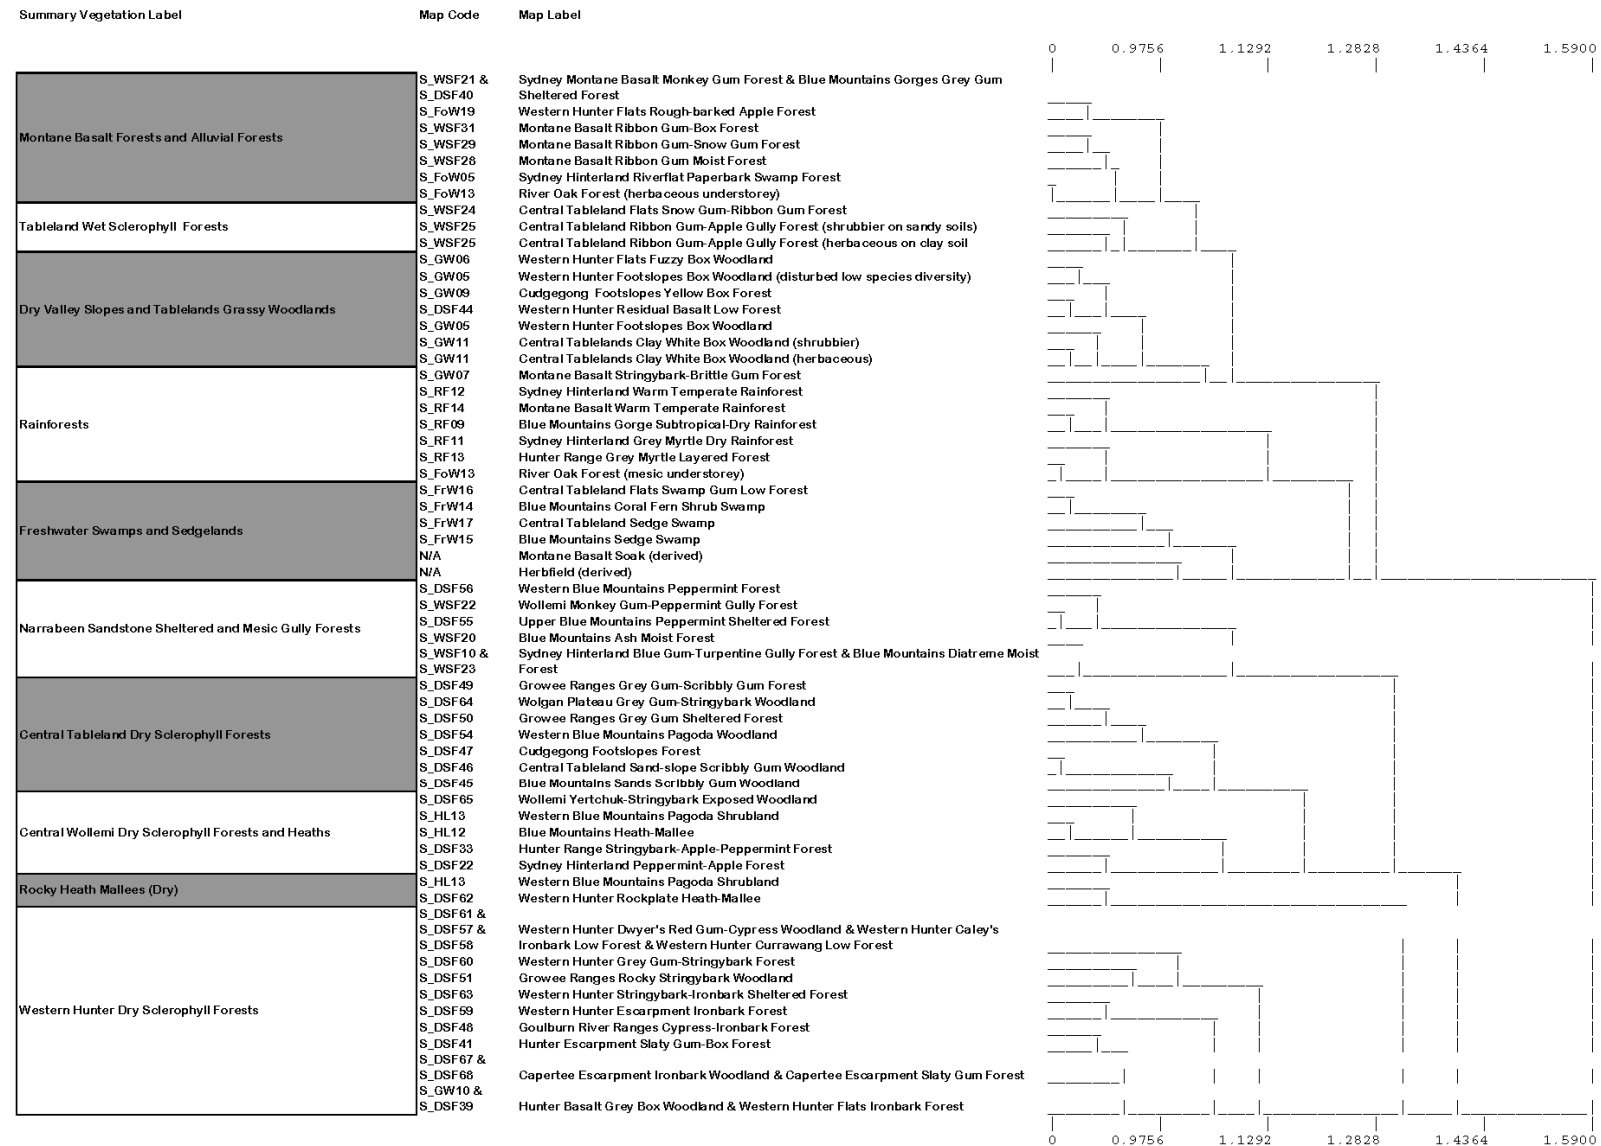 Summary Vegetation Label Map Code Map Label
0 0.9756 1.1292 1.2828 1.4364 1.5900
S_WSF21 & Sydney Montane Basalt Monkey Gum Forest & Blue Mountains Gorges Grey Gum
S_DSF40 Sheltered Forest
S_FoW19 Western Hunter Flats Rough-barked Apple Forest
S_WSF31 Montane Basalt Ribbon Gum-Box Forest
Montane Basalt Forests and Alluvial Forests
S_WSF29 Montane Basalt Ribbon Gum-Snow Gum Forest
S_WSF28 Montane Basalt Ribbon Gum Moist Forest
S_FoW05 Sydney Hinterland Riverflat Paperbark Swamp Forest
S_FoW13 River Oak Forest (herbaceous understorey)
S_WSF24 Central Tableland Flats Snow Gum-Ribbon Gum Forest
Tableland Wet Sclerophyll Forests S_WSF25 Central Tableland Ribbon Gum-Apple Gully Forest (shrubbier on sandy soils)
S_WSF25 Central Tableland Ribbon Gum-Apple Gully Forest (herbaceous on clay soil
S_GW06 Western Hunter Flats Fuzzy Box Woodland
S_GW05 Western Hunter Footslopes Box Woodland (disturbed low species diversity)
S_GW09 Cudgegong Footslopes Yellow Box Forest
Dry Valley Slopes and Tablelands Grassy Woodlands S_DSF44 Western Hunter Residual Basalt Low Forest
S_GW05 Western Hunter Footslopes Box Woodland
S_GW11 Central Tablelands Clay White Box Woodland (shrubbier)
S_GW11 Central Tablelands Clay White Box Woodland (herbaceous)
S_GW07 Montane Basalt Stringybark-Brittle Gum Forest
S_RF12 Sydney Hinterland Warm Temperate Rainforest
S_RF14 Montane Basalt Warm Temperate Rainforest
Rainforests S_RF09 Blue Mountains Gorge Subtropical-Dry Rainforest
S_RF11 Sydney Hinterland Grey Myrtle Dry Rainforest
S_RF13 Hunter Range Grey Myrtle Layered Forest
S_FoW13 River Oak Forest (mesic understorey)
S_FrW16 Central Tableland Flats Swamp Gum Low Forest
S_FrW14 Blue Mountains Coral Fern Shrub Swamp
S_FrW17 Central Tableland Sedge Swamp
Freshwater Swamps and Sedgelands
S_FrW15 Blue Mountains Sedge Swamp
N/A Montane Basalt Soak (derived)
N/A Herbfield (derived)
S_DSF56 Western Blue Mountains Peppermint Forest
S_WSF22 Wollemi Monkey Gum-Peppermint Gully Forest
S_DSF55 Upper Blue Mountains Peppermint Sheltered Forest
Narrabeen Sandstone Sheltered and Mesic Gully Forests
S_WSF20 Blue Mountains Ash Moist Forest
S_WSF10 & Sydney Hinterland Blue Gum-Turpentine Gully Forest & Blue Mountains Diatreme Moist
S_WSF23 Forest
S_DSF49 Growee Ranges Grey Gum-Scribbly Gum Forest
S_DSF64 Wolgan Plateau Grey Gum-Stringybark Woodland
S_DSF50 Growee Ranges Grey Gum Sheltered Forest
Central Tableland Dry Sclerophyll Forests S_DSF54 Western Blue Mountains Pagoda Woodland
S_DSF47 Cudgegong Footslopes Forest
S_DSF46 Central Tableland Sand-slope Scribbly Gum Woodland
S_DSF45 Blue Mountains Sands Scribbly Gum Woodland
S_DSF65 Wollemi Yertchuk-Stringybark Exposed Woodland
S_HL13 Western Blue Mountains Pagoda Shrubland
Central Wollemi Dry Sclerophyll Forests and Heaths S_HL12 Blue Mountains Heath-Mallee
S_DSF33 Hunter Range Stringybark-Apple-Peppermint Forest
S_DSF22 Sydney Hinterland Peppermint-Apple Forest
S_HL13 Western Blue Mountains Pagoda Shrubland
Rocky Heath Mallees (Dry)
S_DSF62 Western Hunter Rockplate Heath-Mallee
S_DSF61 &
S_DSF57 & Western Hunter Dwyer's Red Gum-Cypress Woodland & Western Hunter Caley's
S_DSF58 Ironbark Low Forest & Western Hunter Currawang Low Forest
S_DSF60 Western Hunter Grey Gum-Stringybark Forest
S_DSF51 Growee Ranges Rocky Stringybark Woodland
S_DSF63 Western Hunter Stringybark-Ironbark Sheltered Forest
Western Hunter Dry Sclerophyll Forests S_DSF59 Western Hunter Escarpment Ironbark Forest
S_DSF48 Goulburn River Ranges Cypress-Ironbark Forest
S_DSF41 Hunter Escarpment Slaty Gum-Box Forest
S_DSF67 &
S_DSF68 Capertee Escarpment Ironbark Woodland & Capertee Escarpment Slaty Gum Forest
S_GW10 &
S_DSF39 Hunter Basalt Grey Box Woodland & Western Hunter Flats Ironbark Forest
0 0.9756 1.1292 1.2828 1.4364 1.5900